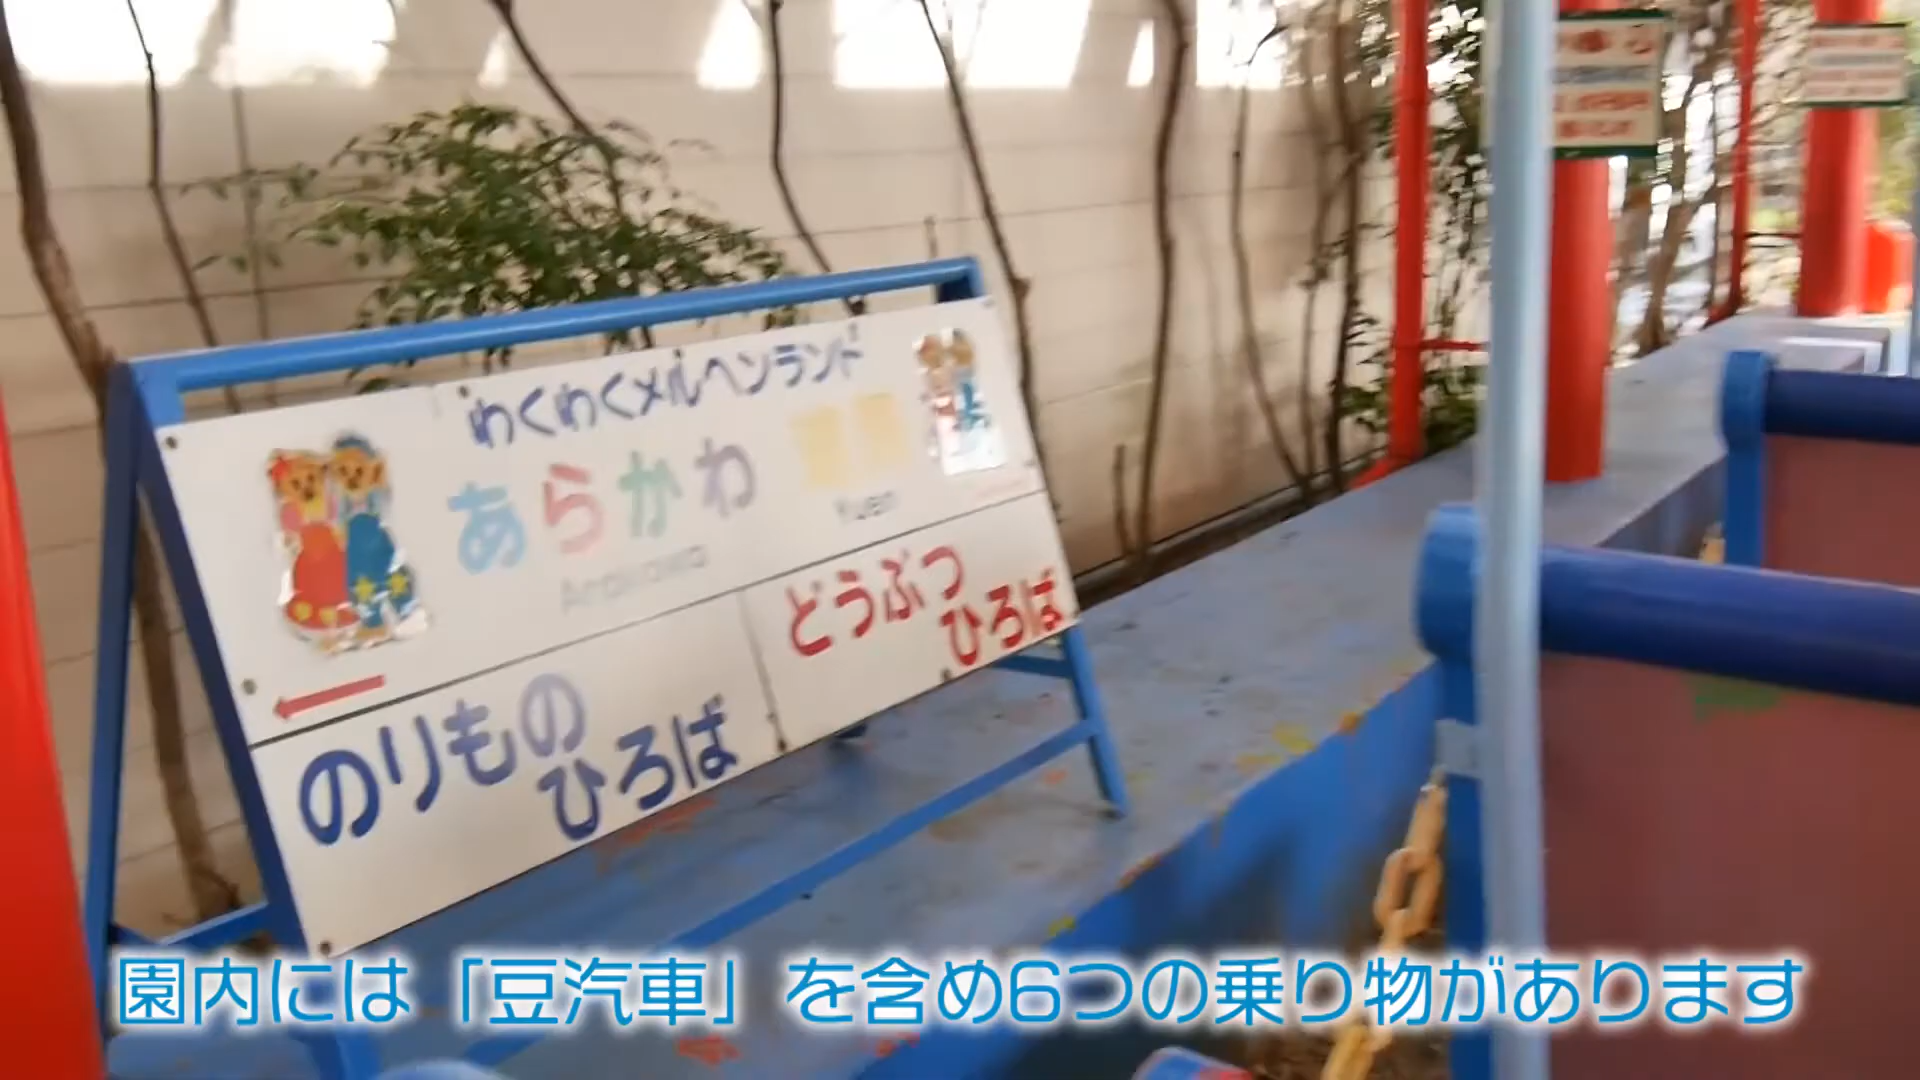 わくわくメルヘンランド
あらかわ
Arakawa
Yuen
のりもの
ひろば
どうぶつ
ひろば
園内には「豆汽車」を含め6つの乗り物があります